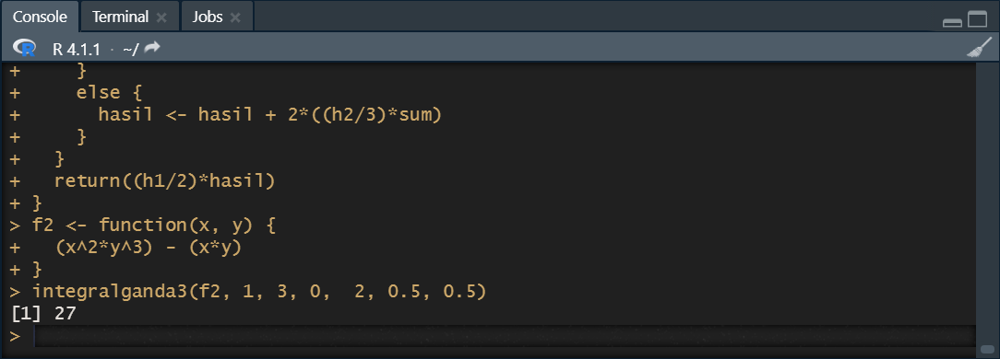 Console Terminal Jobs
R 4.1.1 · ~/
+     }
+     else {
+       hasil <- hasil + 2*((h2/3)*sum)
+     }
+   }
+   return((h1/2)*hasil)
+ }
> f2 <- function(x, y) {
+   (x^2*y^3) - (x*y)
+ }
> integralganda3(f2, 1, 3, 0,  2, 0.5, 0.5)
[1] 27
>